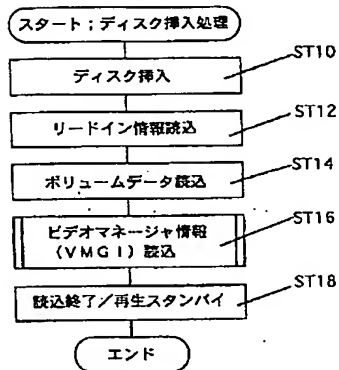 スタート;ディスク挿入処理
ST10
ディスク挿入
ST12
リードイン情報読込
ST14
ボリュームデータ読込
ST16
ビデオマネージャ情報
(VMGI)読込
ST18
読込終了/再生スタンバイ
エンド